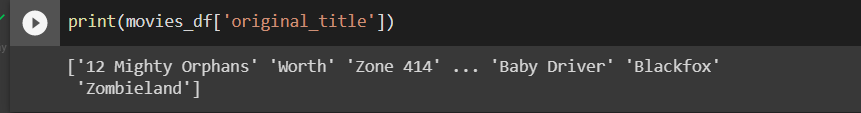 print(movies_df['original_title'])
['12 Mighty Orphans' 'Worth' 'Zone 414' ... 'Baby Driver' 'Blackfox'
 'Zombieland']